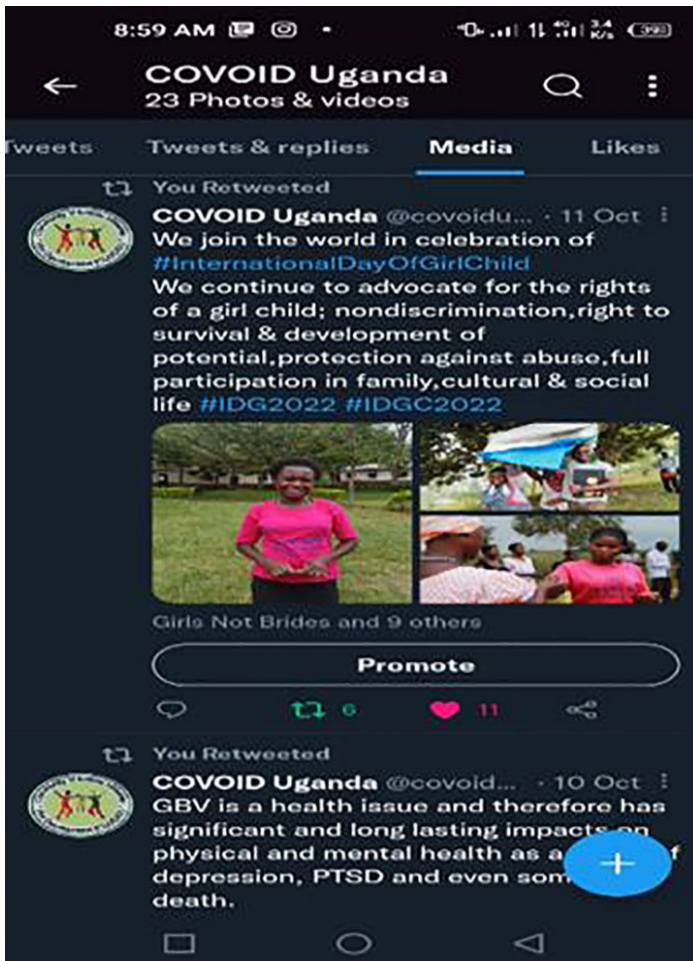 8:59 AM
4G 3.4 K/s 39
COVOID Uganda
23 Photos & videos
Tweets Tweets & replies Media Likes
You Retweeted
COVOID Uganda @covoidu... · 11 Oct
We join the world in celebration of
#InternationalDayOfGirlChild
We continue to advocate for the rights
of a girl child; nondiscrimination,right to
survival & development of
potential,protection against abuse,full
participation in family,cultural & social
life #IDG2022 #IDGC2022
Girls Not Brides and 9 others
Promote
6 11
You Retweeted
COVOID Uganda @covoid... · 10 Oct
GBV is a health issue and therefore has
significant and long lasting impacts on
physical and mental health as a f
depression, PTSD and even som
death.